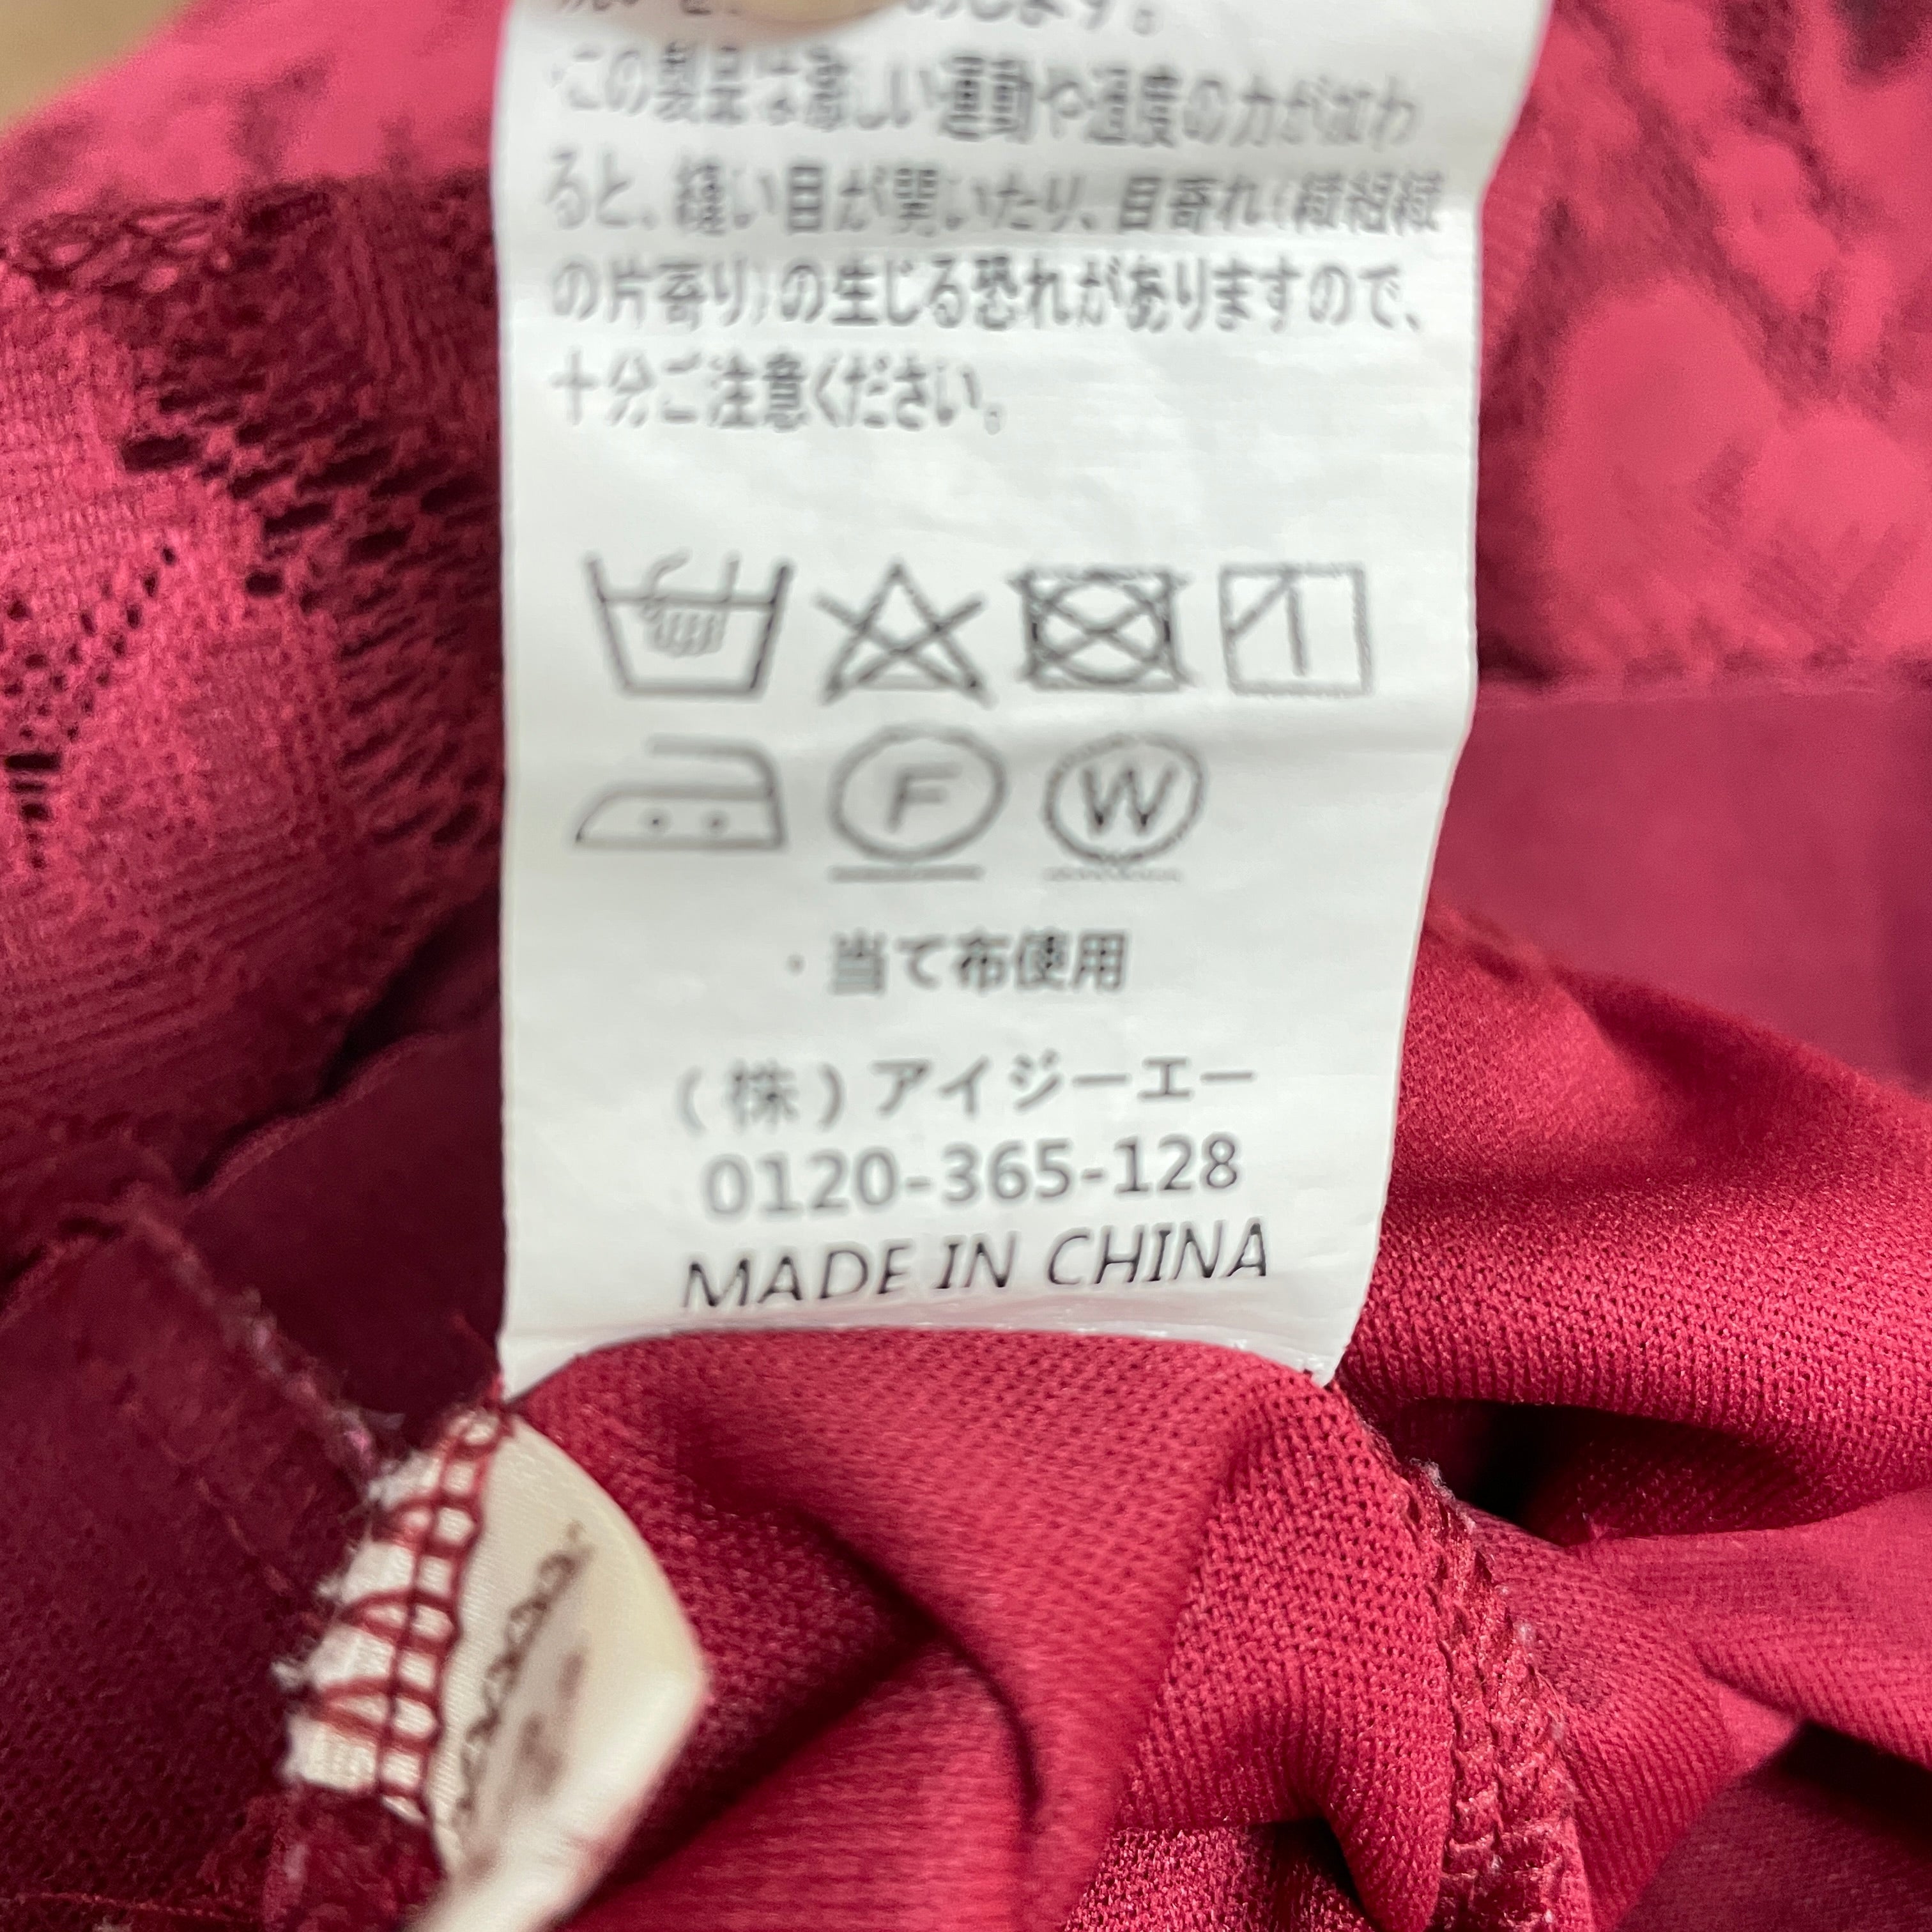 します。
・この製品は激しい運動や過度の力が加わ
ると、縫い目が開いたり、目寄れ(繊組織
の片寄り)の生じる恐れがありますので、
十分ご注意ください。
F W
・当て布使用
(株)アイジーエー
0120-365-128
MADE IN CHINA